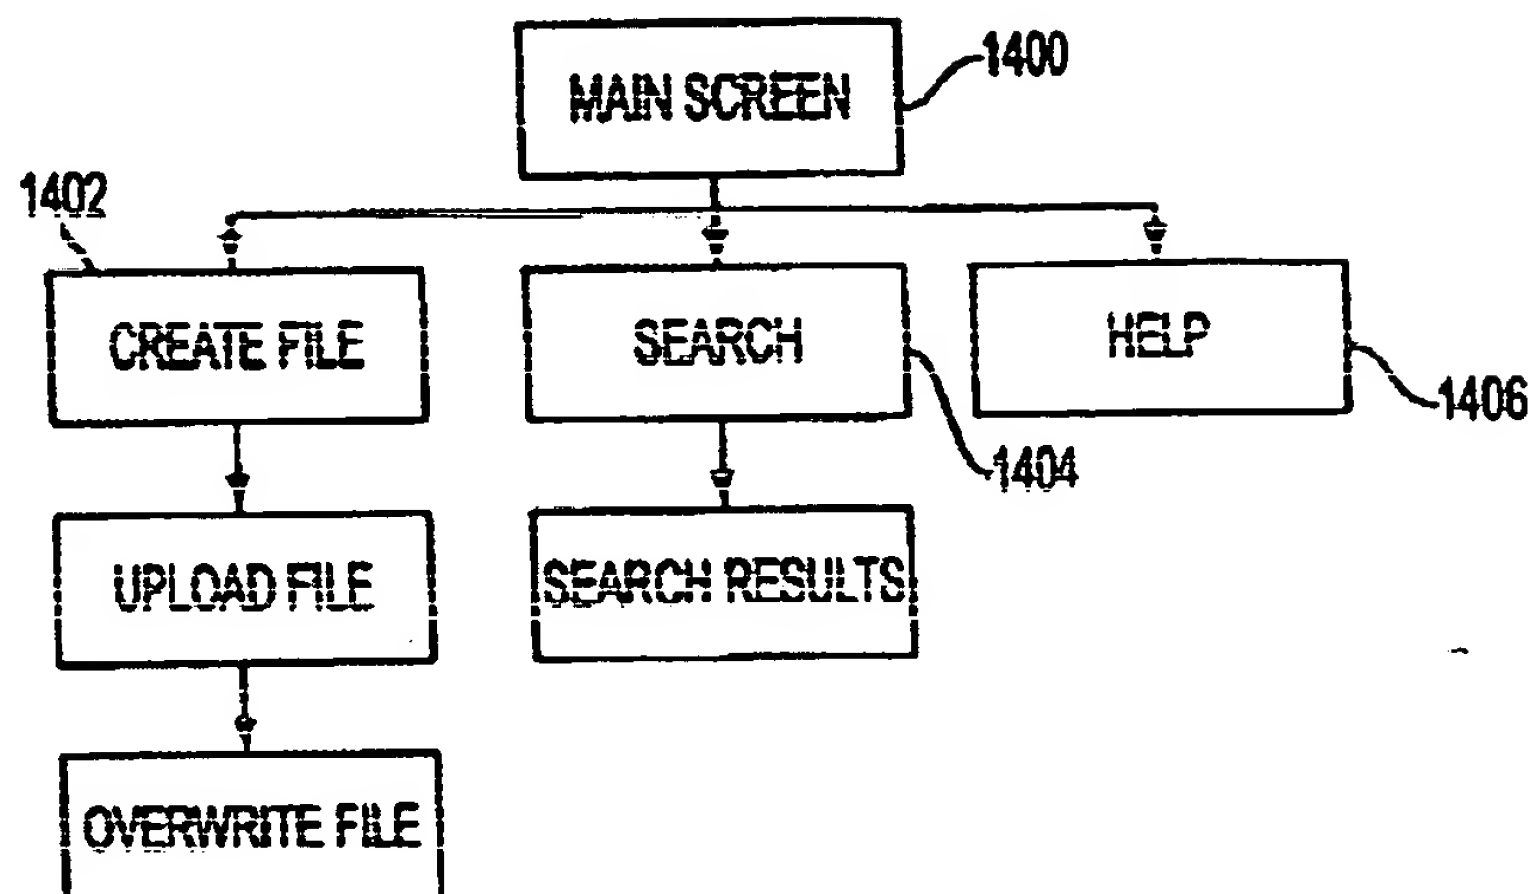 MAIN SCREEN
1400
1402
CREATE FILE
SEARCH
HELP
1406
1404
UPLOAD FILE
SEARCH RESULTS
OVERWRITE FILE